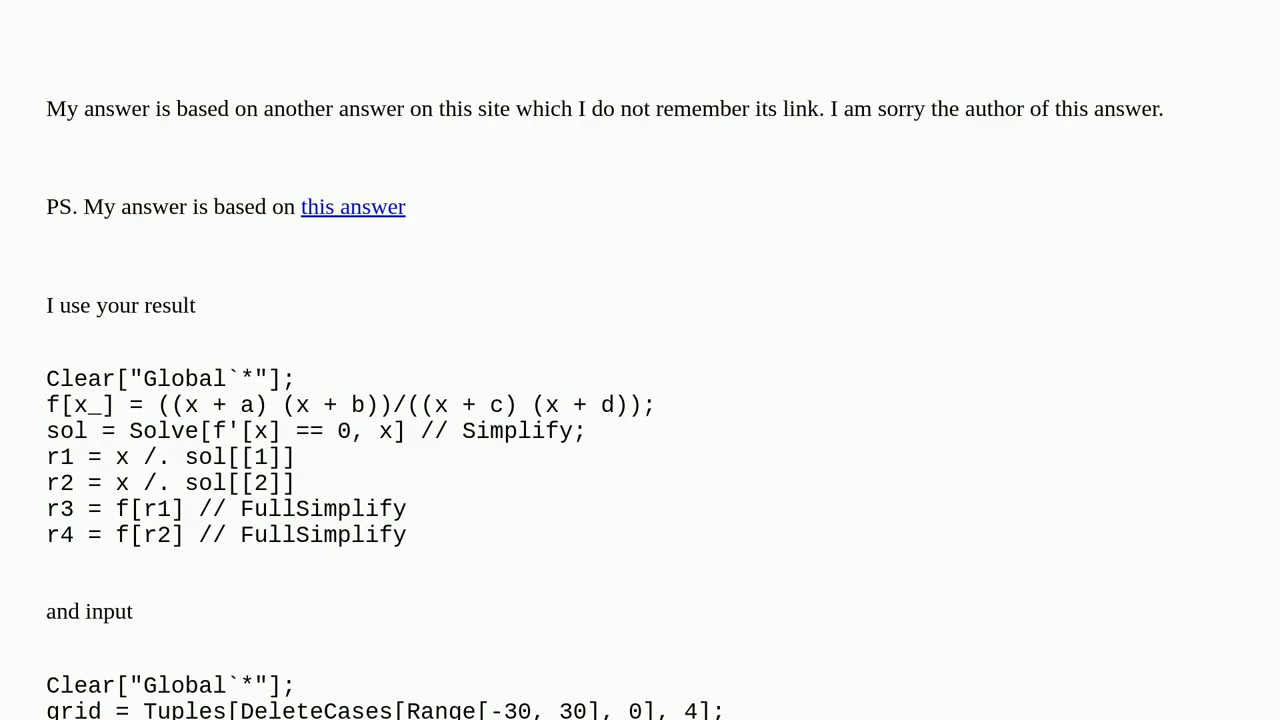 My answer is based on another answer on this site which I do not remember its link. I am sorry the author of this answer.
PS. My answer is based on this answer
I use your result
Clear["Global`*"];
f[x_] = ((x + a) (x + b))/((x + c) (x + d));
sol = Solve[f'[x] == 0, x] // Simplify;
r1 = x /. sol[[1]]
r2 = x /. sol[[2]]
r3 = f[r1] // FullSimplify
r4 = f[r2] // FullSimplify
and input
Clear["Global`*"];
grid = Tuples[DeleteCases[Range[-30, 30], 0], 4];